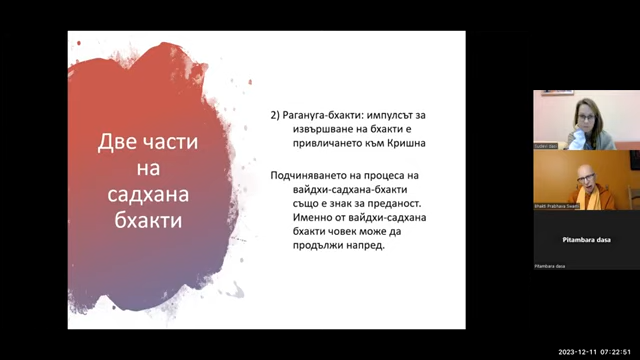 Две части
на
садхана
бхакти
2) Рагануга-бхакти: импулсът за
извършване на бхакти е
привличането към Кришна
Подчиняването на процеса на
вайдхи-садхана-бхакти
също е знак за преданост.
Именно от вайдхи-садхана
бхакти човек може да
продължи напред.
Bhakti Prabhava Swami
Pitambara dasa
Pitambara dasa
2023-12-11 07:22:51